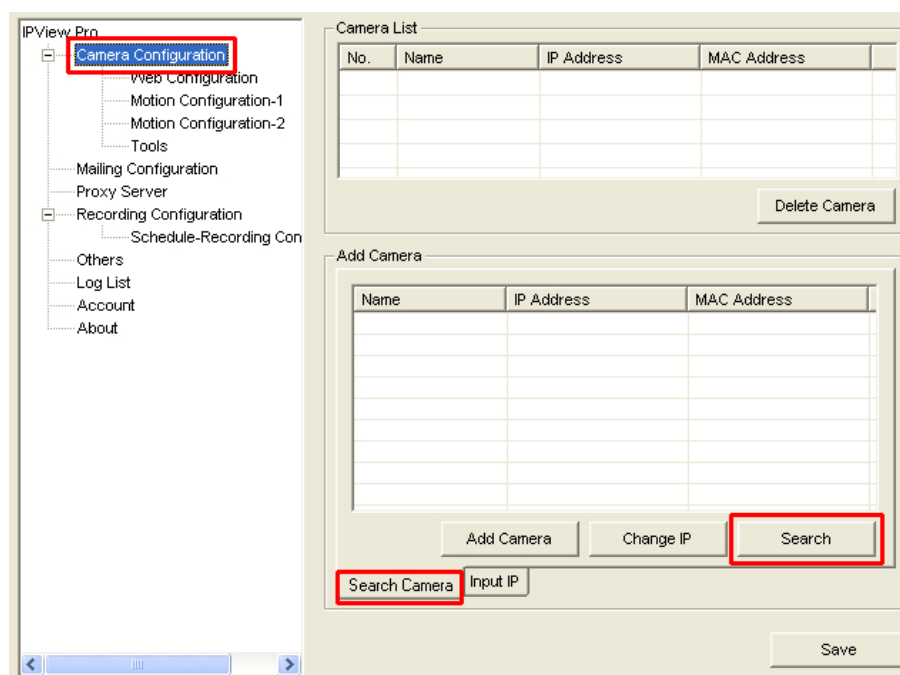 IPView Pro
Camera Configuration
Web Configuration
Motion Configuration-1
Motion Configuration-2
Tools
Mailing Configuration
Proxy Server
Recording Configuration
Schedule-Recording Con
Others
Log List
Account
About
Camera List
No. Name IP Address MAC Address
Delete Camera
Add Camera
Name IP Address MAC Address
Add Camera Change IP Search
Search Camera Input IP
Save